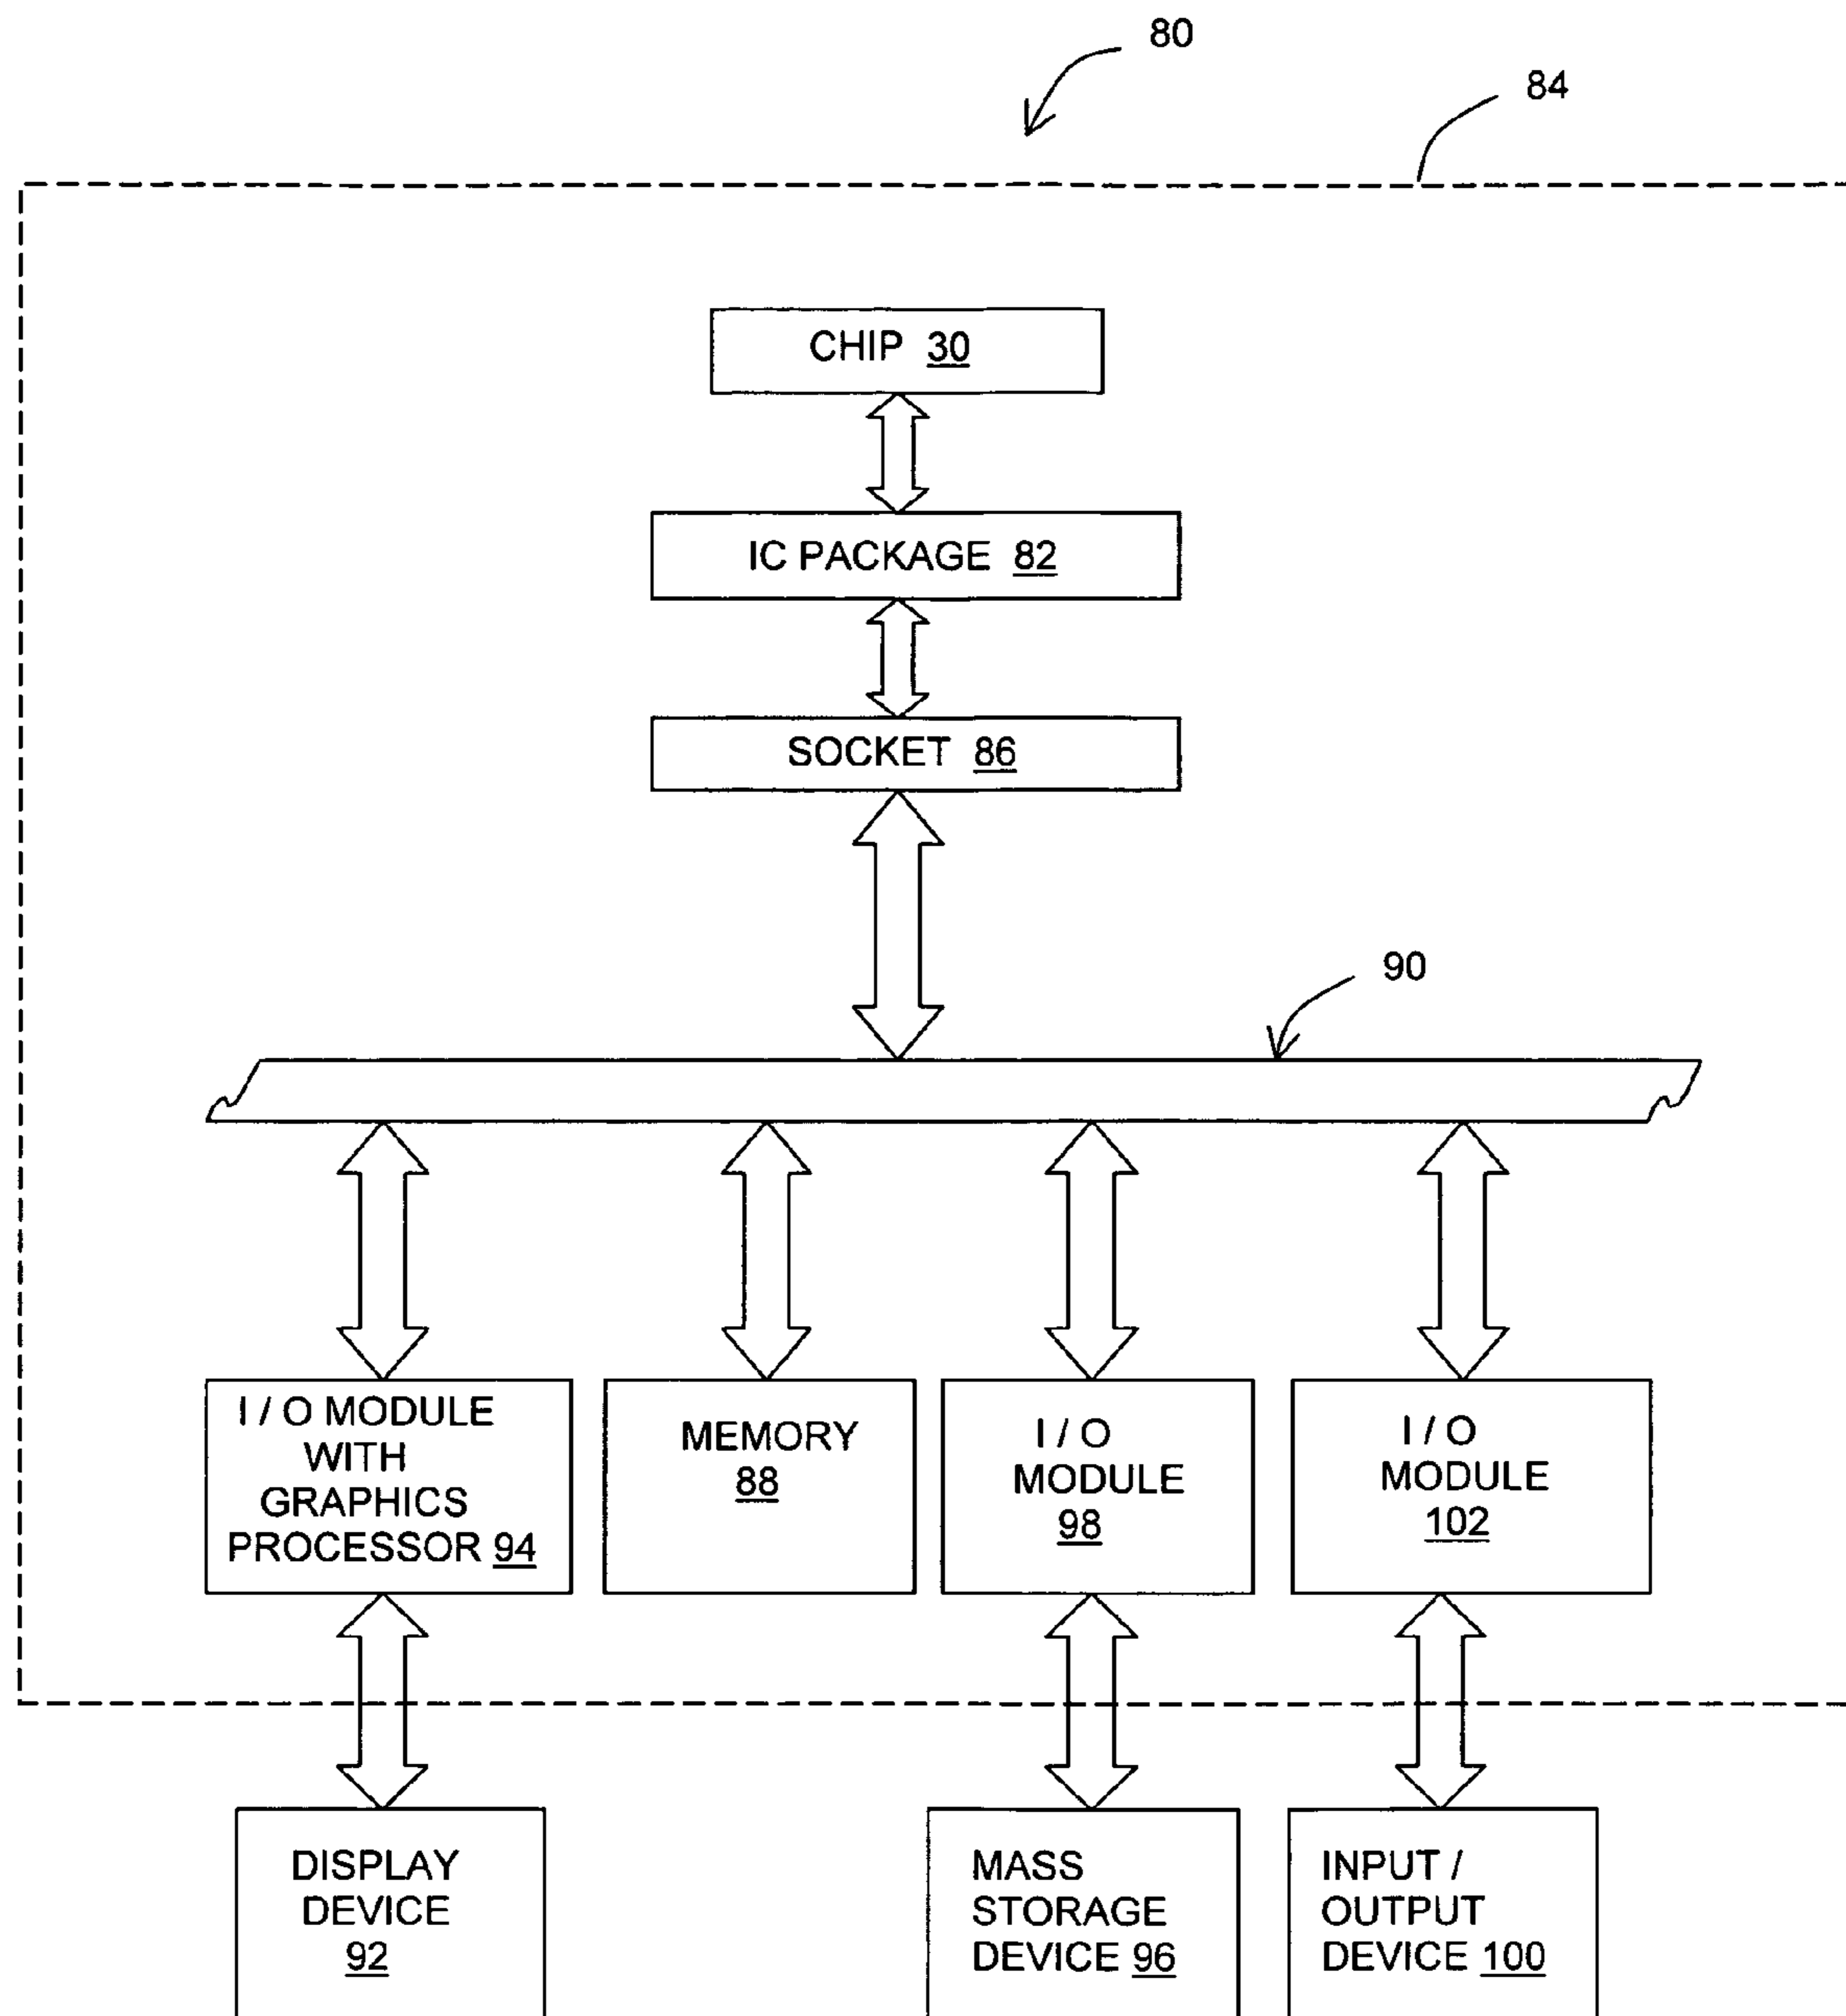 80
84
CHIP 30
IC PACKAGE 82
SOCKET 86
90
I / O MODULE
WITH
GRAPHICS
PROCESSOR 94
MEMORY
88
I / O
MODULE
98
I / O
MODULE
102
DISPLAY
DEVICE
92
MASS
STORAGE
DEVICE 96
INPUT /
OUTPUT
DEVICE 100